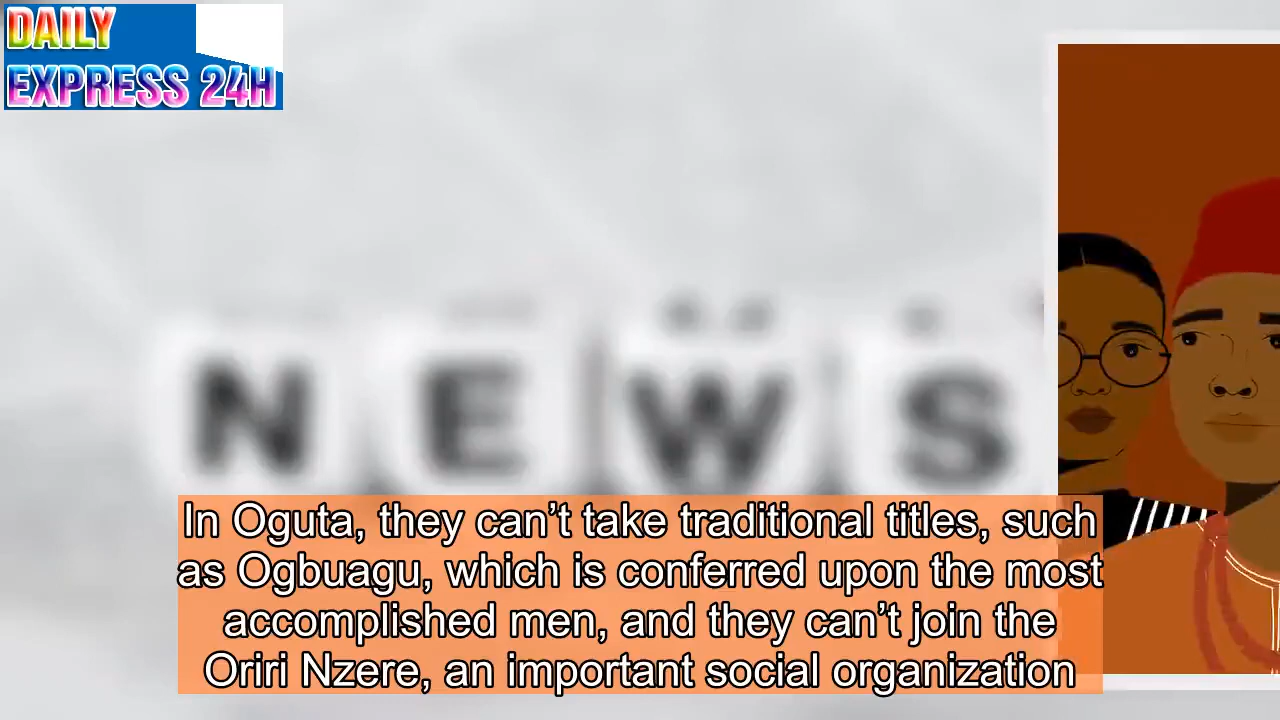 DAILY
EXPRESS 24H
N E W S
In Oguta, they can’t take traditional titles, such
as Ogbuagu, which is conferred upon the most
accomplished men, and they can’t join the
Oriri Nzere, an important social organization